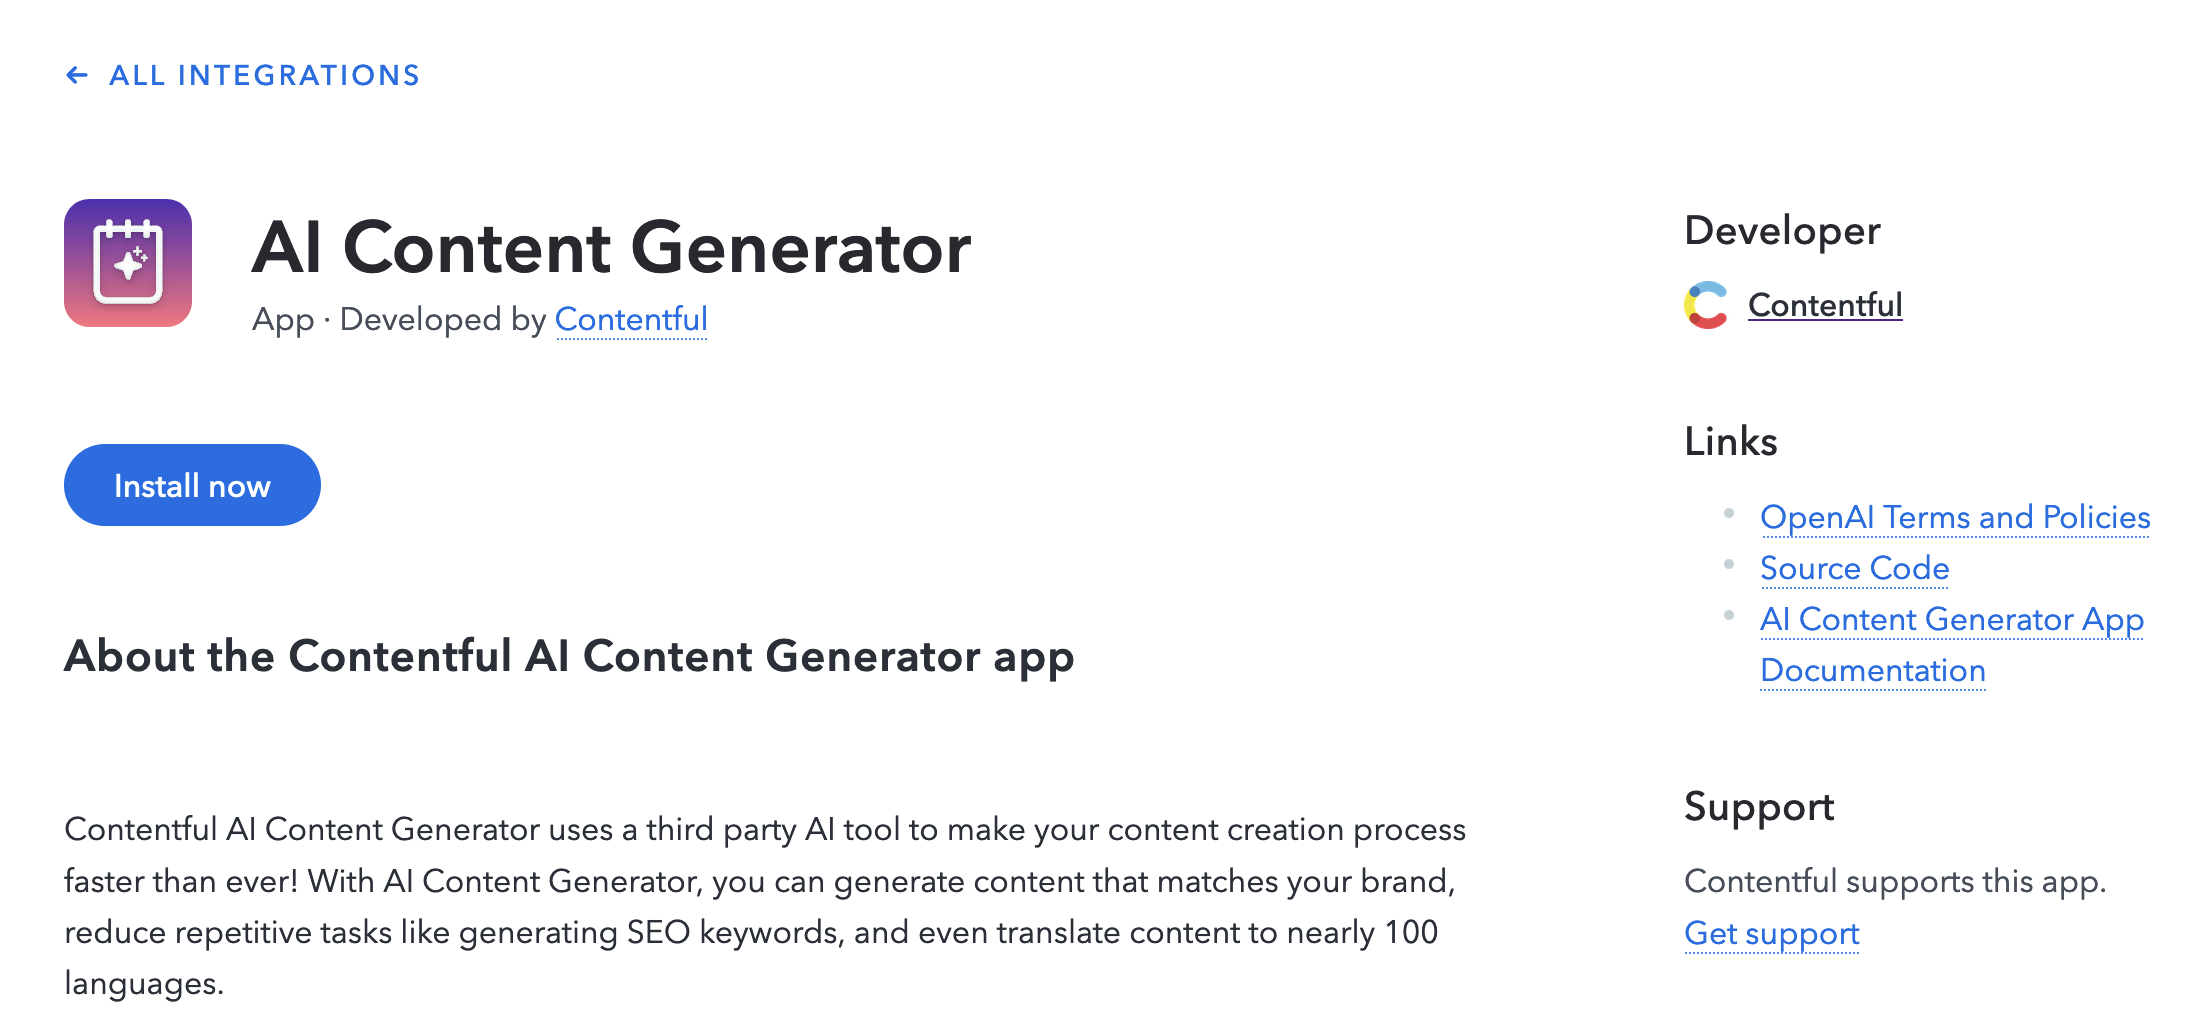 ← ALL INTEGRATIONS
AI Content Generator
App · Developed by Contentful
Install now
About the Contentful AI Content Generator app
Contentful AI Content Generator uses a third party AI tool to make your content creation process
faster than ever! With AI Content Generator, you can generate content that matches your brand,
reduce repetitive tasks like generating SEO keywords, and even translate content to nearly 100
languages.
Developer
Contentful
Links
• OpenAI Terms and Policies
• Source Code
• AI Content Generator App
Documentation
Support
Contentful supports this app.
Get support